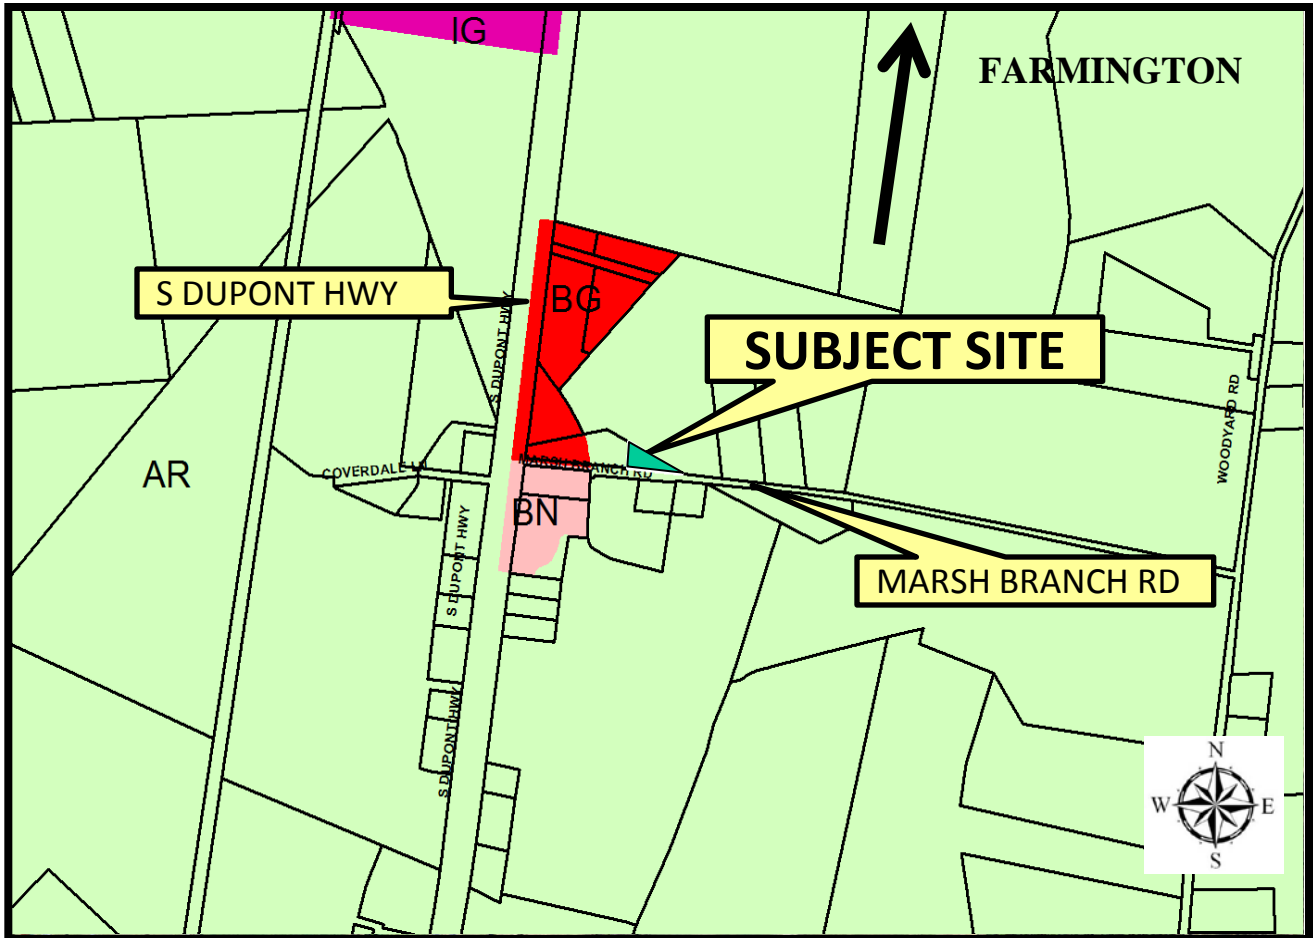 IG
FARMINGTON
S DUPONT HWY
BG
S DUPONT HWY
SUBJECT SITE
WOODYARD RD
AR
COVERDALE LN
MARSH BRANCH RD
BN
S DUPONT HWY
MARSH BRANCH RD
S DUPONT HWY
N
W
E
S